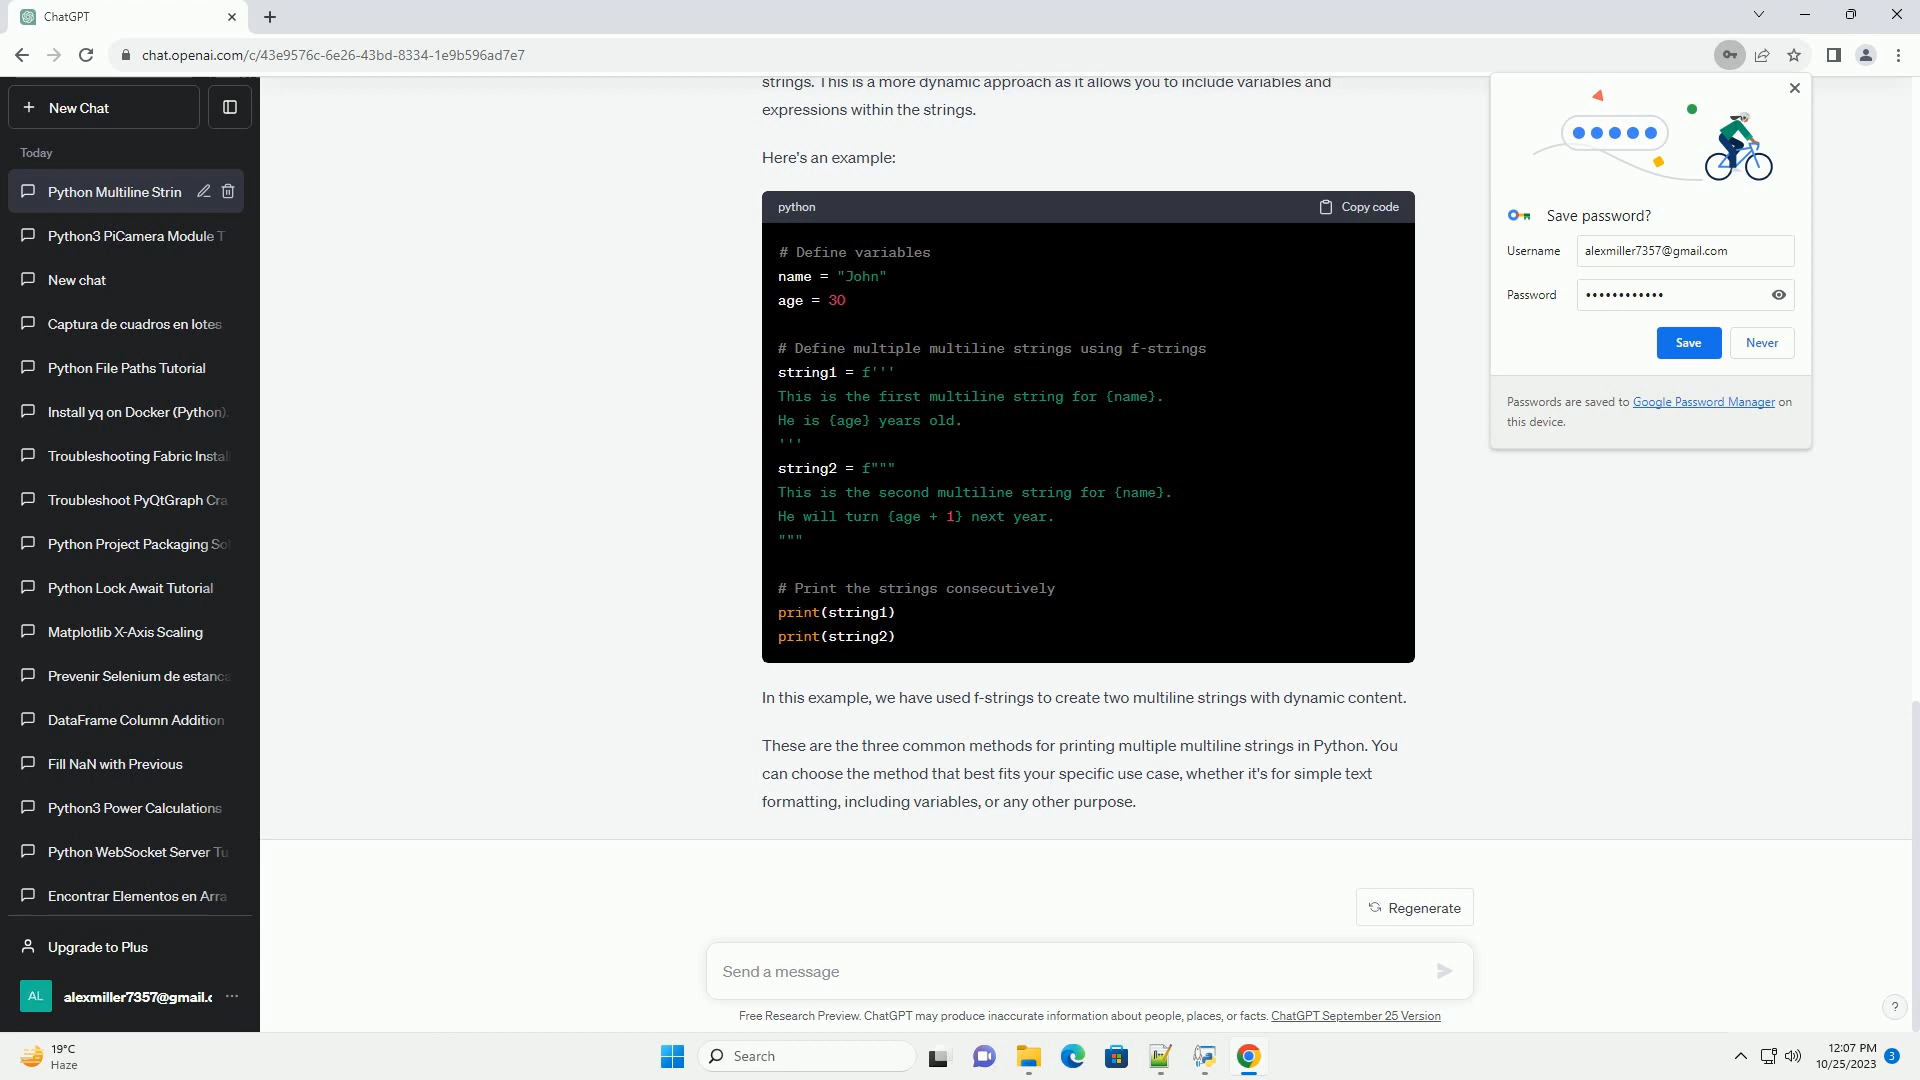 ChatGPT
chat.openai.com/c/43e9576c-6e26-43bd-8334-1e9b596ad7e7
New Chat
Today
Python Multiline Strin
Python3 PiCamera Module T
New chat
Captura de cuadros en lotes
Python File Paths Tutorial
Install yq on Docker (Python)
Troubleshooting Fabric Instal
Troubleshoot PyQtGraph Cra
Python Project Packaging Sol
Python Lock Await Tutorial
Matplotlib X-Axis Scaling
Prevenir Selenium de estanca
DataFrame Column Addition
Fill NaN with Previous
Python3 Power Calculations
Python WebSocket Server Tu
Encontrar Elementos en Arra
Upgrade to Plus
AL alexmiller7357@gmail.c ...
strings. This is a more dynamic approach as it allows you to include variables and
expressions within the strings.
Here's an example:
python Copy code
# Define variables
name = "John"
age = 30
# Define multiple multiline strings using f-strings
string1 = f'''
This is the first multiline string for {name}.
He is {age} years old.
'''
string2 = f"""
This is the second multiline string for {name}.
He will turn {age + 1} next year.
"""
# Print the strings consecutively
print(string1)
print(string2)
In this example, we have used f-strings to create two multiline strings with dynamic content.
These are the three common methods for printing multiple multiline strings in Python. You
can choose the method that best fits your specific use case, whether it's for simple text
formatting, including variables, or any other purpose.
Regenerate
Send a message
Free Research Preview. ChatGPT may produce inaccurate information about people, places, or facts. ChatGPT September 25 Version
?
Save password?
Username alexmiller7357@gmail.com
Password ••••••••••••
Save Never
Passwords are saved to Google Password Manager on
this device.
19°C
Haze
Search
12:07 PM
10/25/2023
3